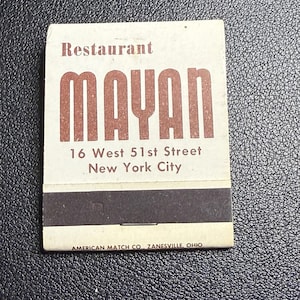 Restaurant
MAYAN
16 West 51st Street
New York City
AMERICAN MATCH CO., ZANESVILLE, OHIO